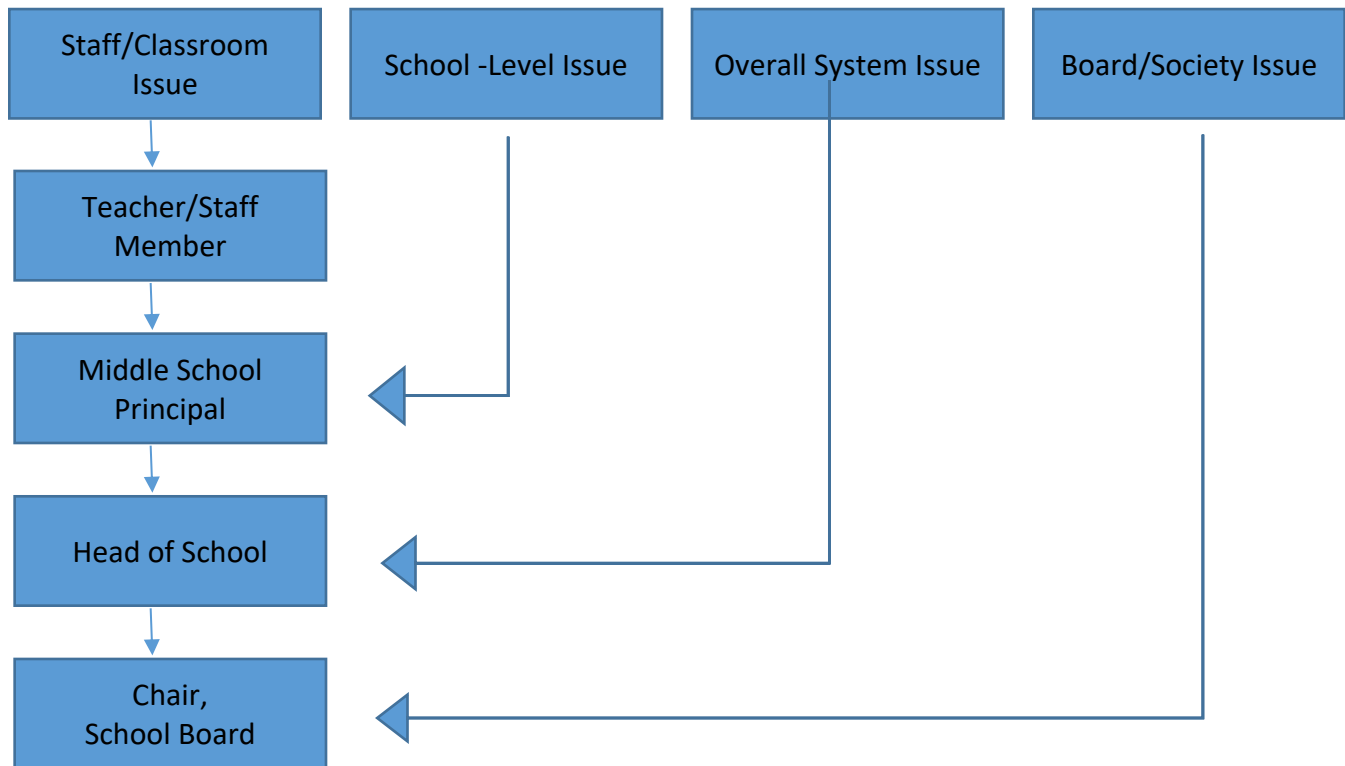 Staff/Classroom
Issue
School -Level Issue
Overall System Issue
Board/Society Issue
Teacher/Staff
Member
Middle School
Principal
Head of School
Chair,
School Board